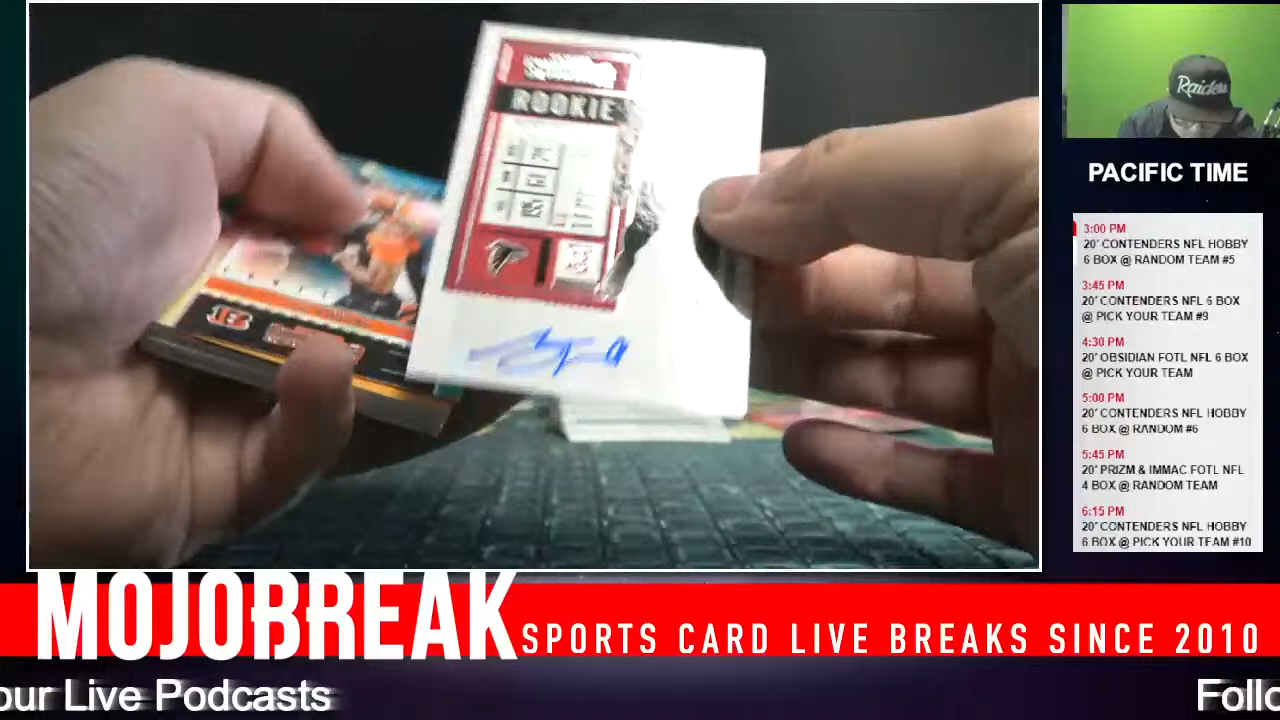 ROOKIE
Raiders
PACIFIC TIME
3:00 PM
20' CONTENDERS NFL HOBBY
6 BOX @ RANDOM TEAM #5
3:45 PM
20' CONTENDERS NFL 6 BOX
@ PICK YOUR TEAM #9
4:30 PM
20' OBSIDIAN FOTL NFL 6 BOX
@ PICK YOUR TEAM
5:00 PM
20' CONTENDERS NFL HOBBY
6 BOX @ RANDOM #6
5:45 PM
20' PRIZM & IMMAC FOTL NFL
4 BOX @ RANDOM TEAM
6:15 PM
20' CONTENDERS NFL HOBBY
6 BOX @ PICK YOUR TEAM #10
MOJOBREAK
SPORTS CARD LIVE BREAKS SINCE 2010
our Live Podcasts
Follo